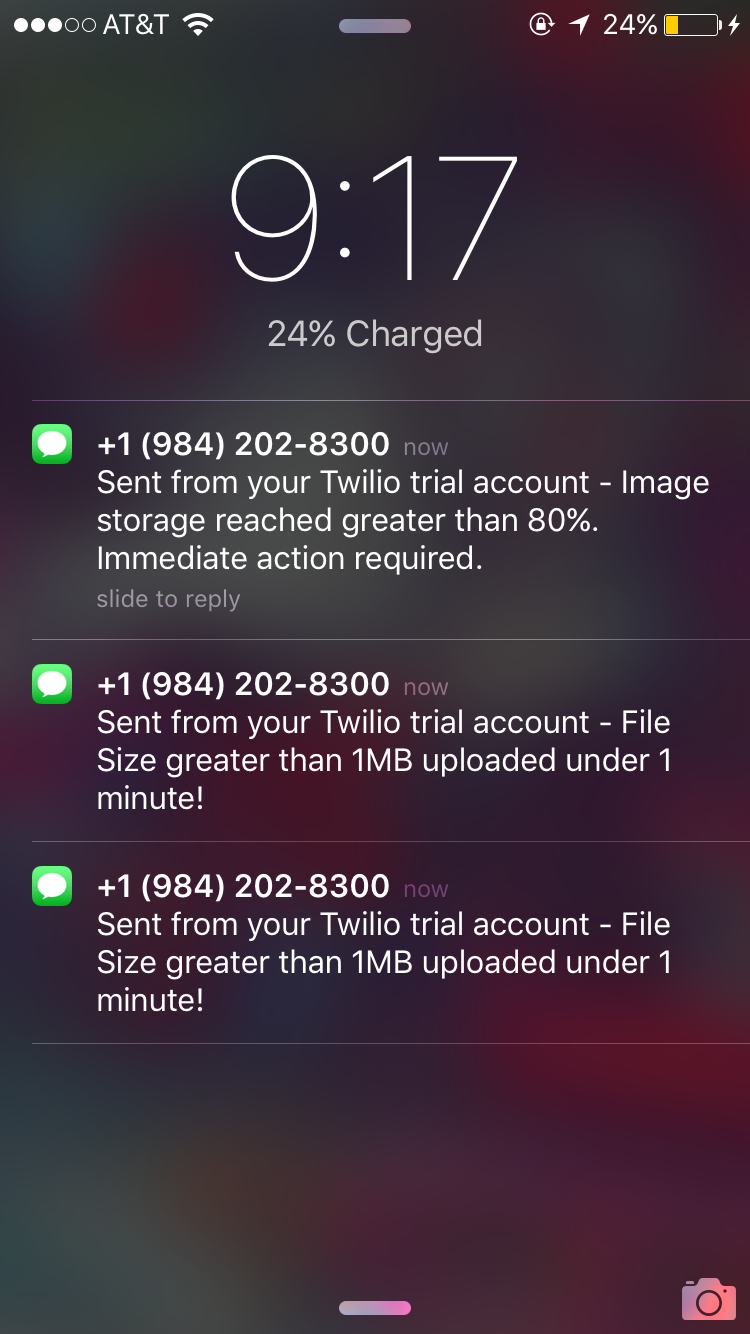 AT&T 24%
9:17
24% Charged
+1 (984) 202-8300 now
Sent from your Twilio trial account - Image
storage reached greater than 80%.
Immediate action required.
slide to reply
+1 (984) 202-8300 now
Sent from your Twilio trial account - File
Size greater than 1MB uploaded under 1
minute!
+1 (984) 202-8300 now
Sent from your Twilio trial account - File
Size greater than 1MB uploaded under 1
minute!